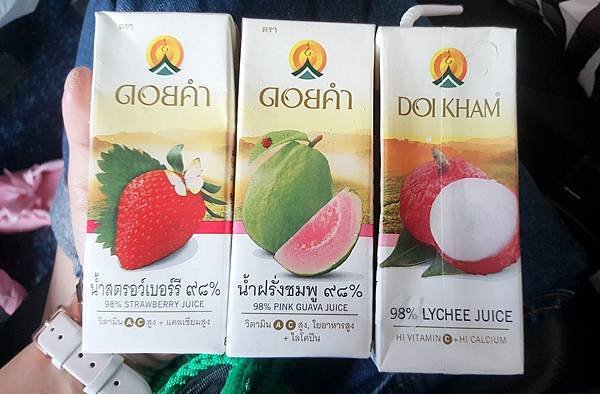 ตรา
ดอยคำ
น้ำสตรอว์เบอร์รี ๙๘%
98% STRAWBERRY JUICE
วิตามิน A C สูง + แคลเซียมสูง
ตรา
ดอยคำ
น้ำฝรั่งชมพู ๙๘%
98% PINK GUAVA JUICE
วิตามิน A C สูง, ใยอาหารสูง
+ ไลโคปีน
DOI KHAM
98% LYCHEE JUICE
HI VITAMIN C + HI CALCIUM